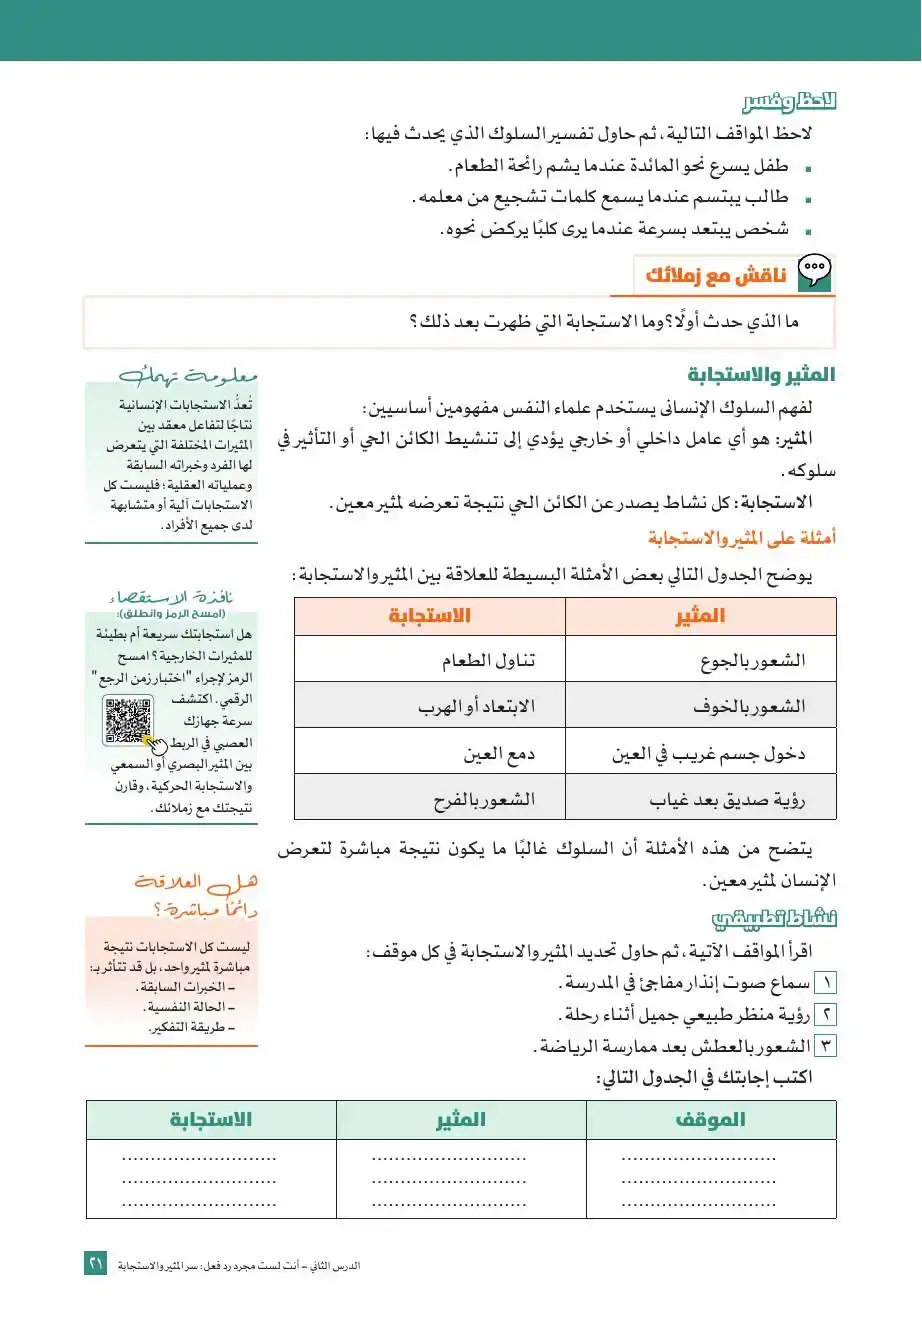 لاحظ وفسر
لاحظ المواقف التالية، ثم حاول تفسير السلوك الذي يحدث فيها:
▪ طفل يسرع نحو المائدة عندما يشم رائحة الطعام.
▪ طالب يبتسم عندما يسمع كلمات تشجيع من معلمه.
▪ شخص يبتعد بسرعة عندما يرى كلبًا يركض نحوه.
ناقش مع زملائك
ما الذي حدث أولًا؟ وما الاستجابة التي ظهرت بعد ذلك؟
المثير والاستجابة
لفهم السلوك الإنسانى يستخدم علماء النفس مفهومين أساسيين:
المثير: هو أي عامل داخلي أو خارجي يؤدي إلى تنشيط الكائن الحي أو التأثير في
سلوكه.
الاستجابة: كل نشاط يصدر عن الكائن الحي نتيجة تعرضه لمثير معين.
أمثلة على المثير والاستجابة
يوضح الجدول التالي بعض الأمثلة البسيطة للعلاقة بين المثير والاستجابة:
المثير الاستجابة
الشعور بالجوع تناول الطعام
الشعور بالخوف الابتعاد أو الهرب
دخول جسم غريب في العين دمع العين
رؤية صديق بعد غياب الشعور بالفرح
يتضح من هذه الأمثلة أن السلوك غالبًا ما يكون نتيجة مباشرة لتعرض
الإنسان لمثير معين.
نشاط تطبيقي
اقرأ المواقف الآتية، ثم حاول تحديد المثير والاستجابة في كل موقف:
١ سماع صوت إنذار مفاجئ في المدرسة.
٢ رؤية منظر طبيعي جميل أثناء رحلة.
٣ الشعور بالعطش بعد ممارسة الرياضة.
اكتب إجابتك في الجدول التالي:
الموقف المثير الاستجابة
........................... ........................... ...........................
........................... ........................... ...........................
........................... ........................... ...........................
معلومة تهمك
تُعدُّ الاستجابات الإنسانية
نتاجًا لتفاعل معقد بين
المثيرات المختلفة التي يتعرض
لها الفرد وخبراته السابقة
وعملياته العقلية؛ فليست كل
الاستجابات آلية أو متشابهة
لدى جميع الأفراد.
نافذة الاستقصاء
(امسح الرمز وانطلق):
هل استجابتك سريعة أم بطيئة
للمثيرات الخارجية؟ امسح
الرمز لإجراء "اختبار زمن الرجع"
الرقمي. اكتشف
سرعة جهازك
العصبي في الربط
بين المثير البصري أو السمعي
والاستجابة الحركية، وقارن
نتيجتك مع زملائك.
هل العلاقة
دائمًا مباشرة؟
ليست كل الاستجابات نتيجة
مباشرة لمثير واحد، بل قد تتأثر بـ:
– الخبرات السابقة.
– الحالة النفسية.
– طريقة التفكير.
الدرس الثاني – أنت لست مجرد رد فعل: سر المثير والاستجابة ٢١